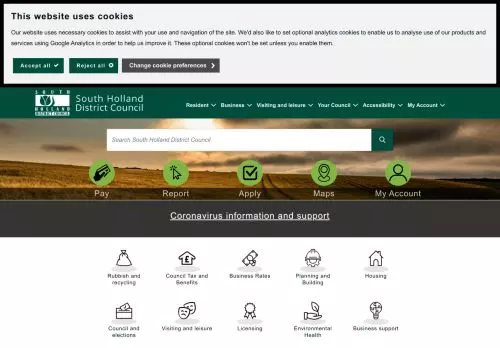 This website uses cookies
Our website uses necessary cookies to assist with your use and navigation of the site. We'd also like to set optional analytics cookies to enable us to analyse use of our products and
services using Google Analytics in order to help us improve it. These optional cookies won't be set unless you enable them.
Accept all
Reject all
Change cookie preferences
SOUTH
HOLLAND
DISTRICT COUNCIL
South Holland
District Council
Resident
Business
Visiting and leisure
Your Council
Accessibility
My Account
Search South Holland District Council
Pay
Report
Apply
Maps
My Account
Coronavirus information and support
Rubbish and
recycling
Council Tax and
Benefits
Business Rates
Planning and
Building
Housing
Council and
elections
Visiting and leisure
Licensing
Environmental
Health
Business support